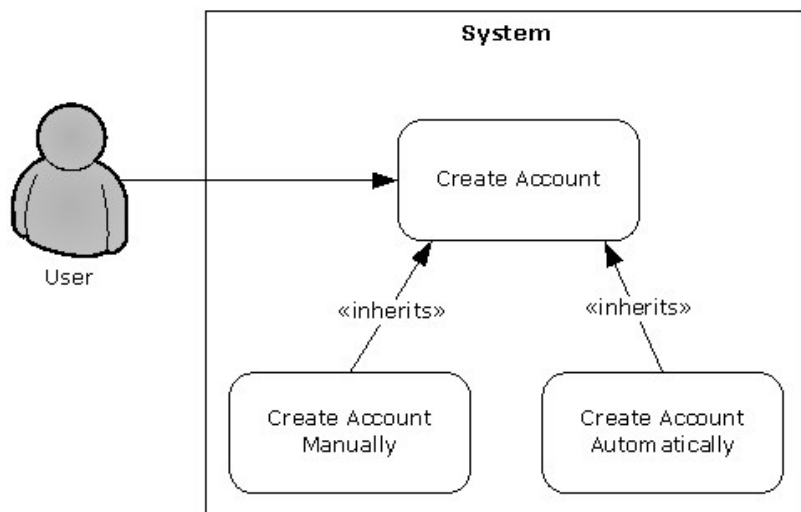 System
Create Account
User
«inherits»
«inherits»
Create Account
Manually
Create Account
Automatically